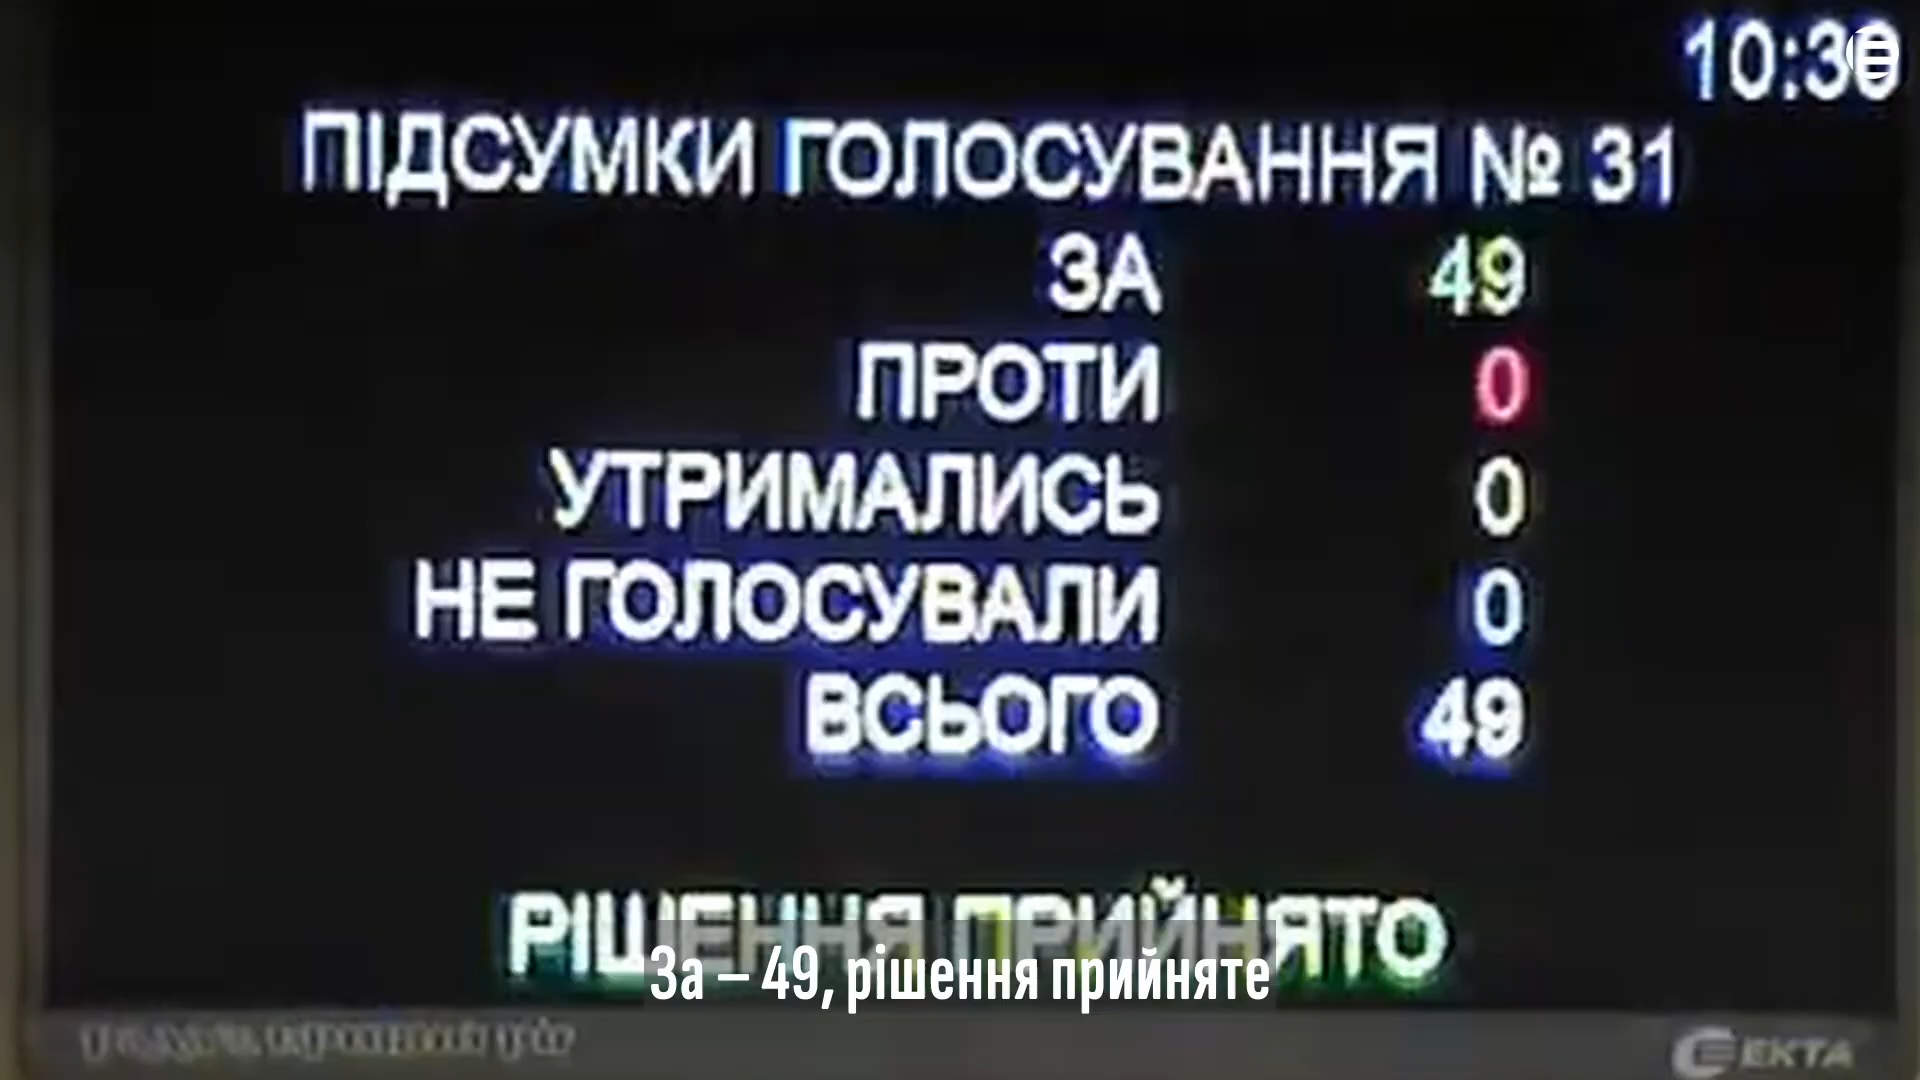 10:30
ПІДСУМКИ ГОЛОСУВАННЯ № 31
ЗА 49
ПРОТИ 0
УТРИМАЛИСЬ 0
НЕ ГОЛОСУВАЛИ 0
ВСЬОГО 49
РІШЕННЯ ПРИЙНЯТО
За – 49, рішення прийняте
ЕКТА